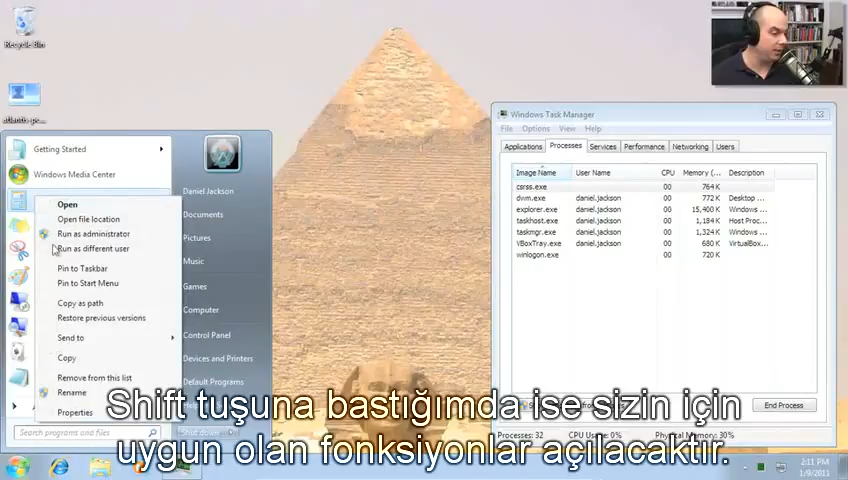 Recycle Bin
Getting Started
Windows Media Center
Open
Open file location
Run as administrator
Run as different user
Pin to Taskbar
Pin to Start Menu
Copy as path
Restore previous versions
Send to
Copy
Remove from this list
Rename
Properties
Search programs and files
Daniel Jackson
Documents
Pictures
Music
Games
Computer
Control Panel
Devices and Printers
Default Programs
Shut down
Windows Task Manager
File Options View Help
Applications Processes Services Performance Networking Users
Image Name User Name CPU Memory (... Description
csrss.exe 00 764 K
dwm.exe daniel.jackson 00 772 K Desktop ...
explorer.exe daniel.jackson 00 15,400 K Windows ...
taskhost.exe daniel.jackson 00 1,184 K Host Proc...
taskmgr.exe daniel.jackson 00 1,324 K Windows ...
VBoxTray.exe daniel.jackson 00 680 K VirtualBox...
winlogon.exe 00 720 K
End Process
Processes: 32 CPU Usage: 0% Physical Memory: 30%
Shift tuşuna bastığımda ise sizin için
uygun olan fonksiyonlar açılacaktır.
2:11 PM
1/9/2011